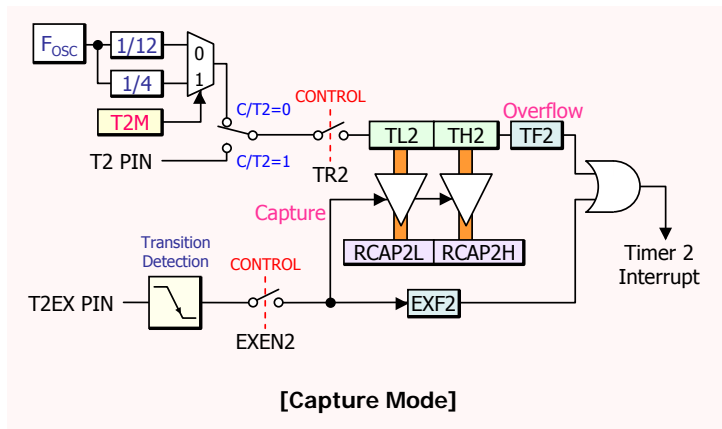 FOSC
1/12
0
1/4
1
T2M
C/T2=0
CONTROL
Overflow
TL2
TH2
TF2
T2 PIN
C/T2=1
TR2
Capture
Transition
Detection
CONTROL
RCAP2L
RCAP2H
Timer 2
Interrupt
T2EX PIN
EXF2
EXEN2
[Capture Mode]